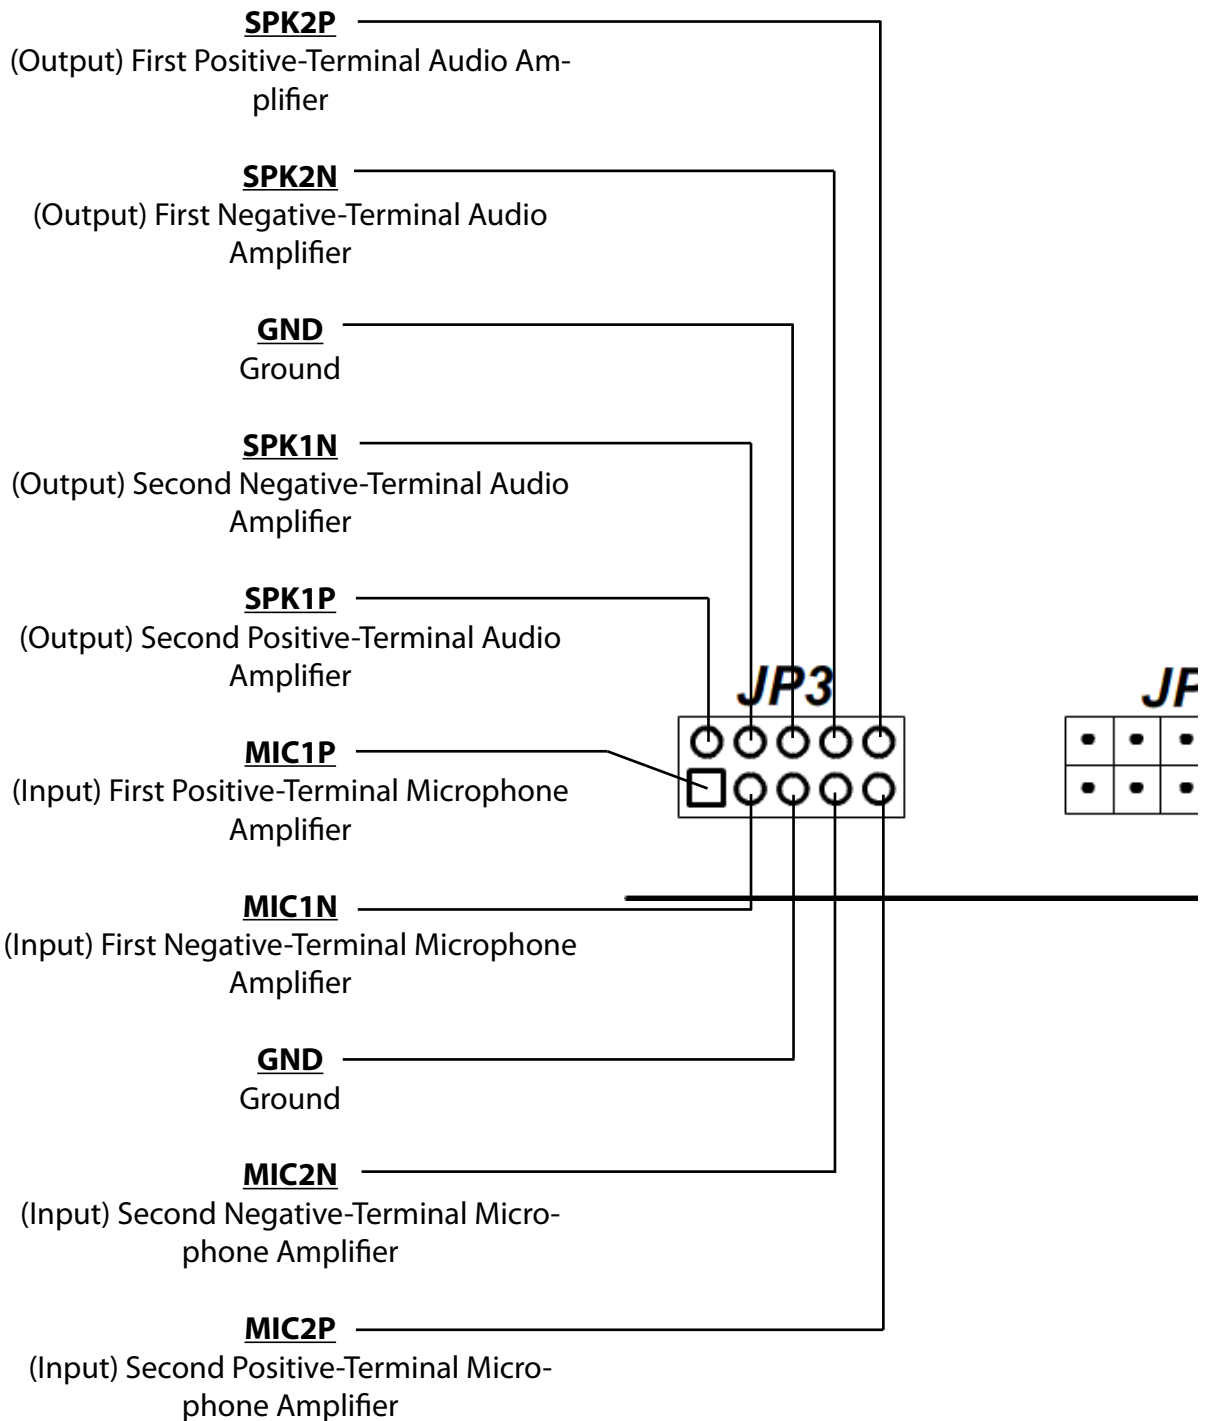 SPK2P
(Output) First Positive-Terminal Audio Am-
plifier
SPK2N
(Output) First Negative-Terminal Audio
Amplifier
GND
Ground
SPK1N
(Output) Second Negative-Terminal Audio
Amplifier
SPK1P
(Output) Second Positive-Terminal Audio
Amplifier
JP3
JP
MIC1P
(Input) First Positive-Terminal Microphone
Amplifier
MIC1N
(Input) First Negative-Terminal Microphone
Amplifier
GND
Ground
MIC2N
(Input) Second Negative-Terminal Micro-
phone Amplifier
MIC2P
(Input) Second Positive-Terminal Micro-
phone Amplifier